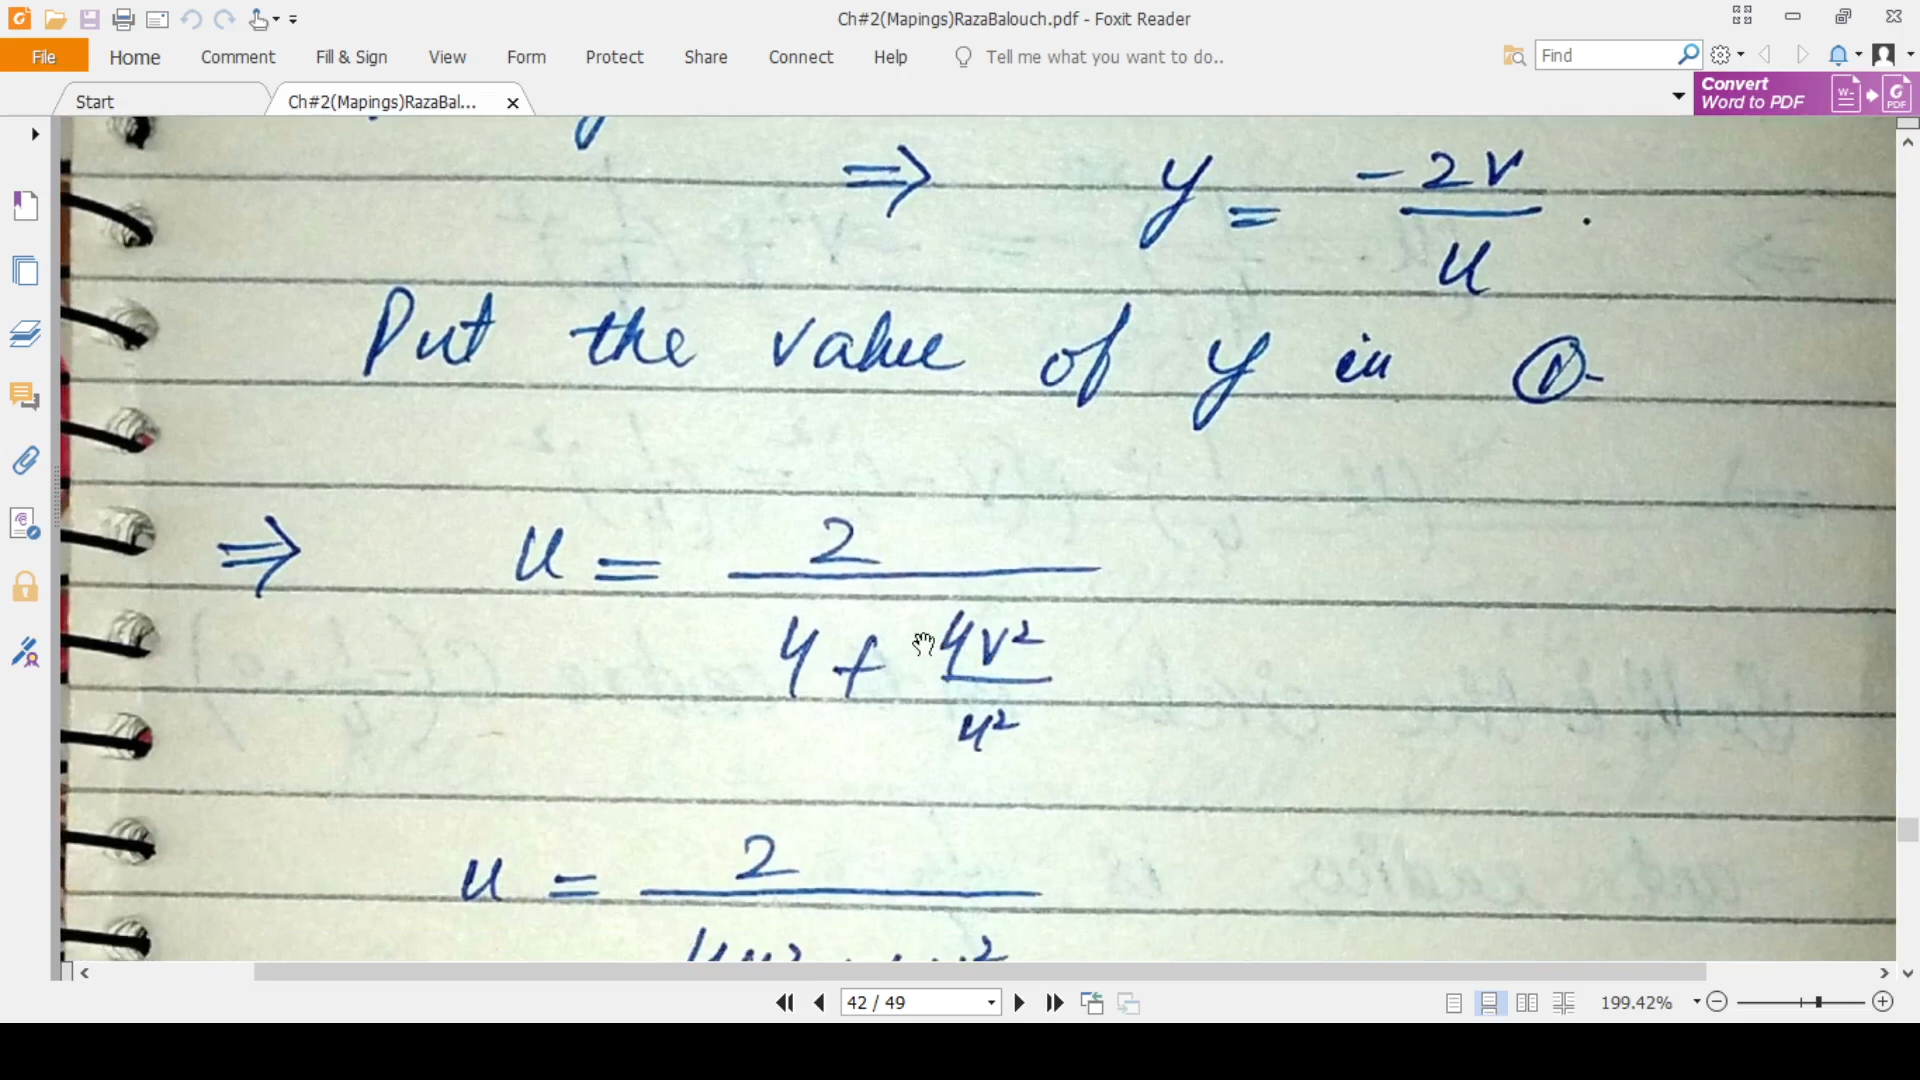 Ch#2(Mapings)RazaBalouch.pdf - Foxit Reader
File Home Comment Fill & Sign View Form Protect Share Connect Help Tell me what you want to do.. Find
Start Ch#2(Mapings)RazaBal... Convert Word to PDF
⇒ y = -2v/u .
Put the value of y in ①
⇒ u = 2/(4 + 4v²/u²)
u = 2
42 / 49 199.42%